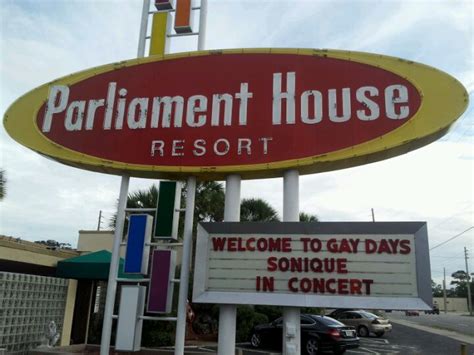 Parliament House
RESORT
WELCOME TO GAY DAYS
SONIQUE
IN CONCERT